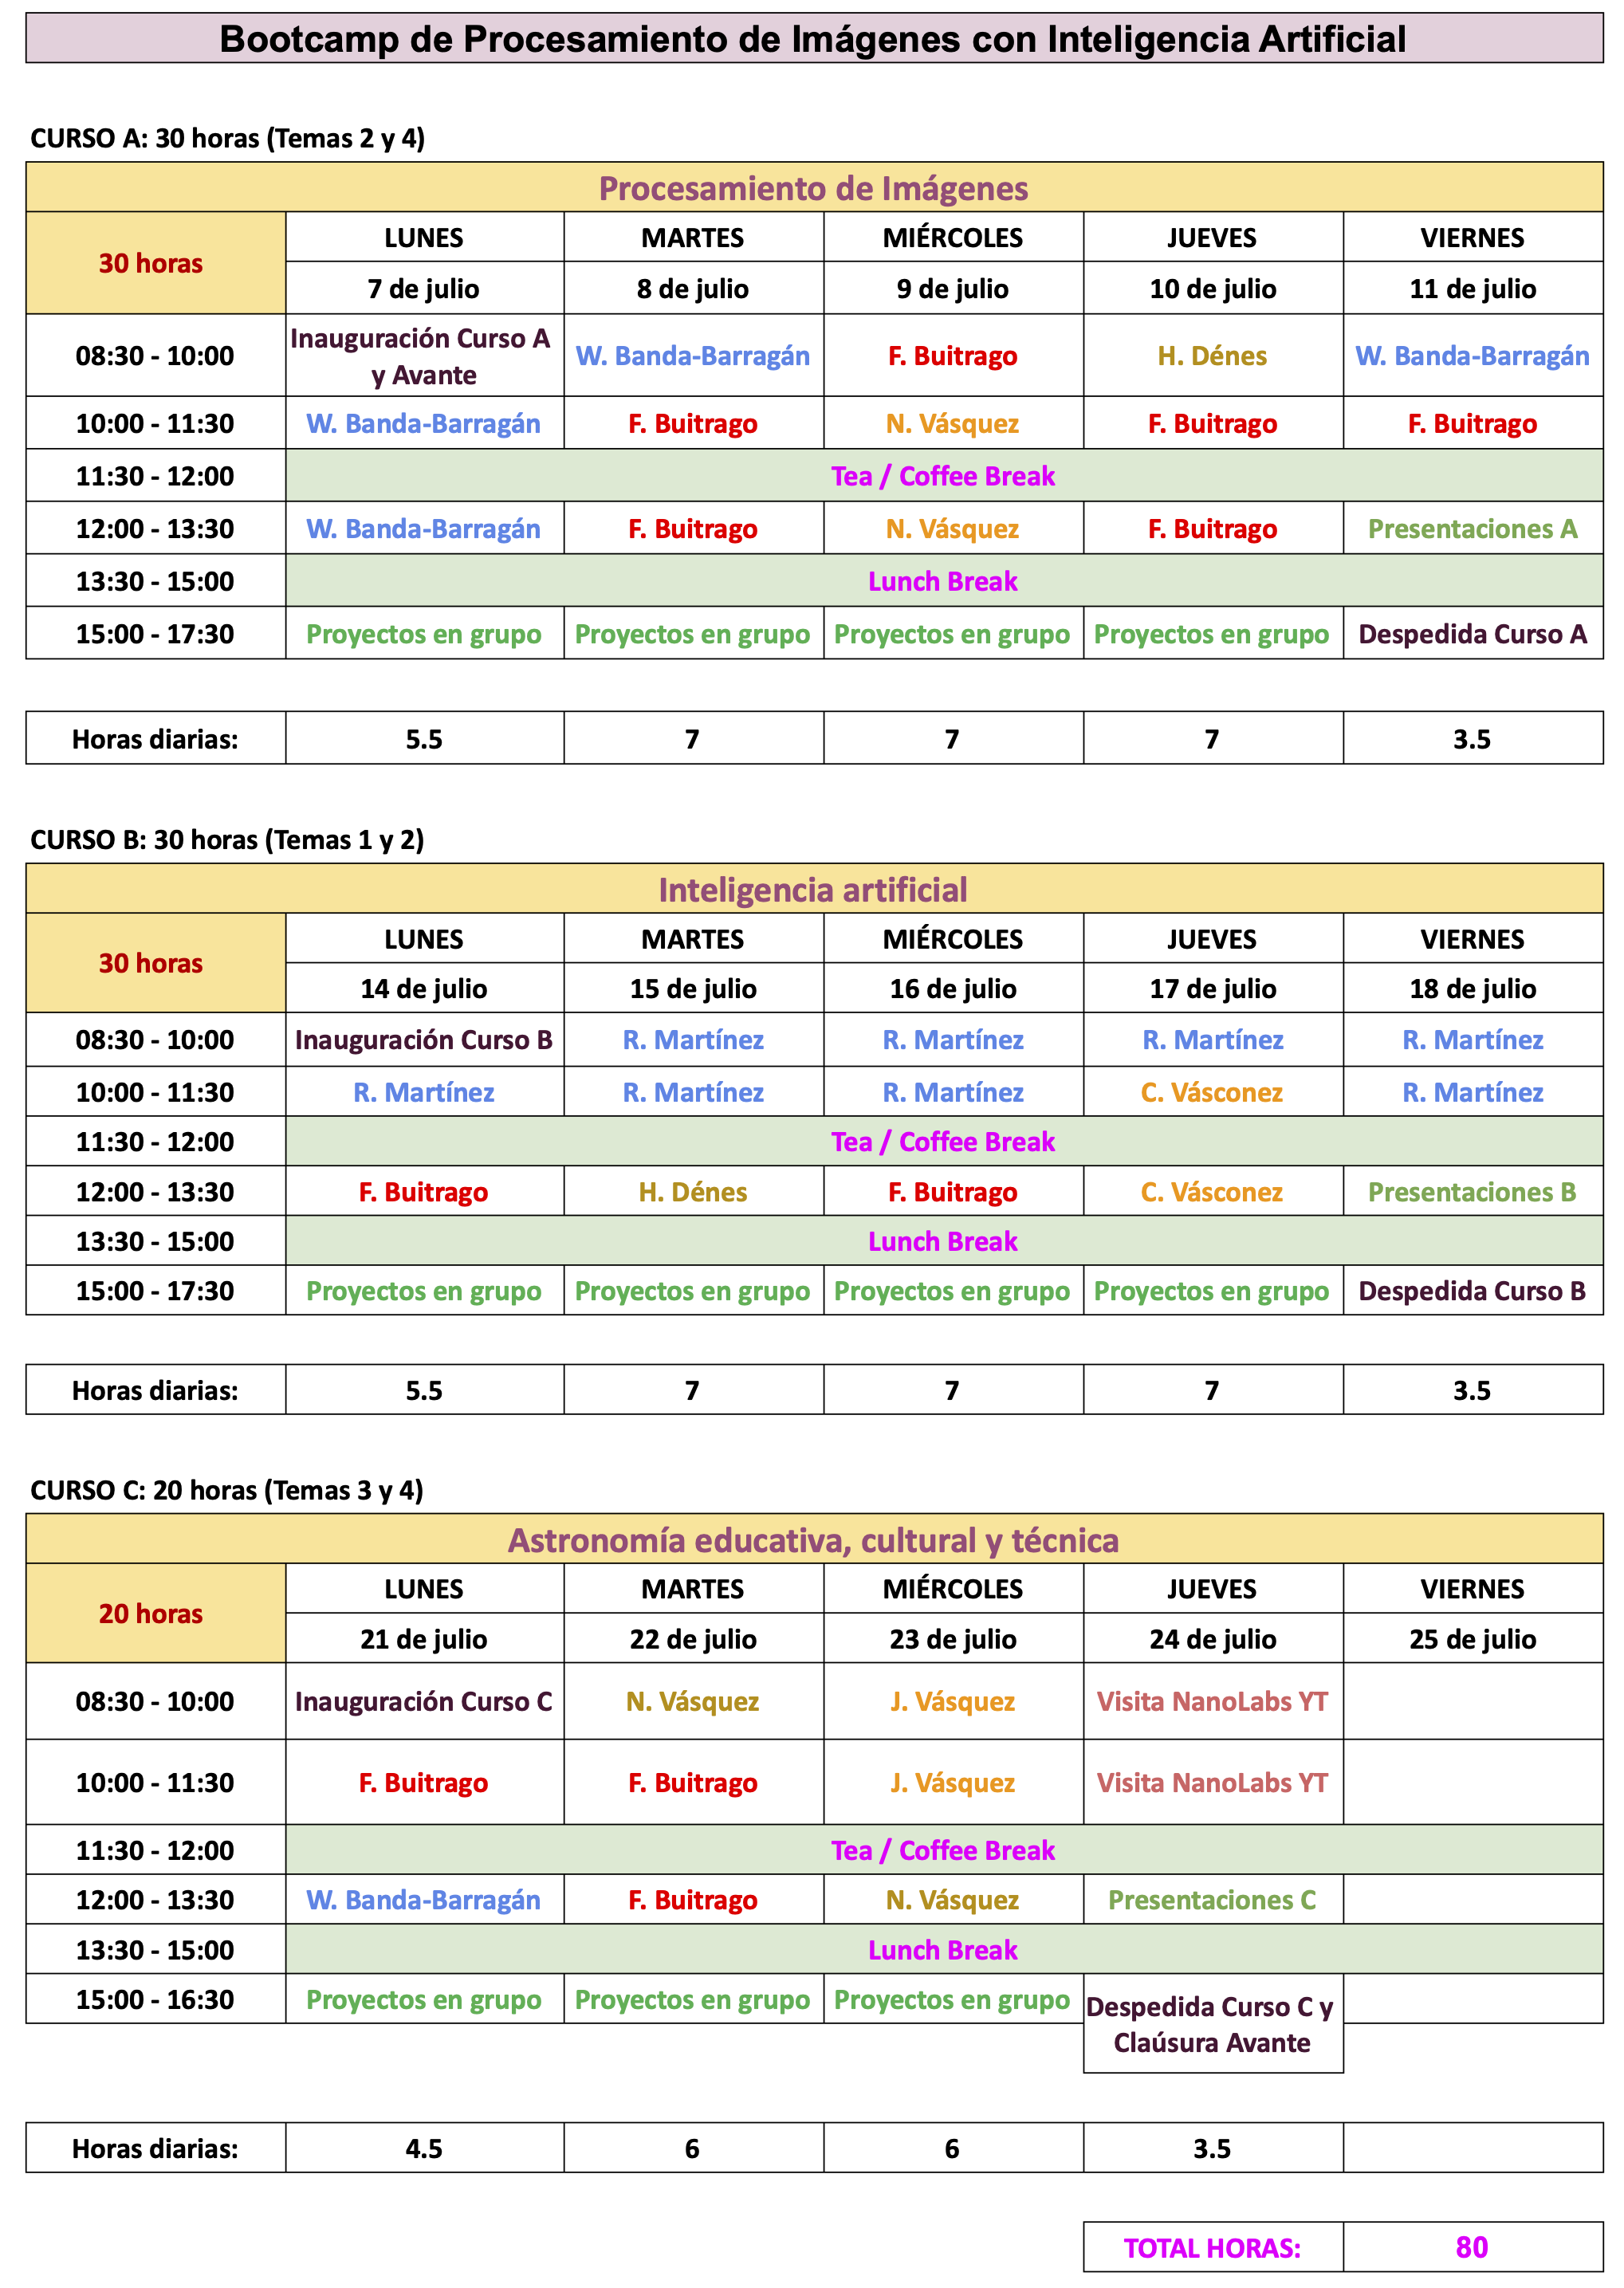 Bootcamp de Procesamiento de Imágenes con Inteligencia Artificial
CURSO A: 30 horas (Temas 2 y 4)
Procesamiento de Imágenes
30 horas
LUNES MARTES MIÉRCOLES JUEVES VIERNES
7 de julio 8 de julio 9 de julio 10 de julio 11 de julio
08:30 - 10:00 Inauguración Curso A y Avante W. Banda-Barragán F. Buitrago H. Dénes W. Banda-Barragán
10:00 - 11:30 W. Banda-Barragán F. Buitrago N. Vásquez F. Buitrago F. Buitrago
11:30 - 12:00 Tea / Coffee Break
12:00 - 13:30 W. Banda-Barragán F. Buitrago N. Vásquez F. Buitrago Presentaciones A
13:30 - 15:00 Lunch Break
15:00 - 17:30 Proyectos en grupo Proyectos en grupo Proyectos en grupo Proyectos en grupo Despedida Curso A
Horas diarias: 5.5 7 7 7 3.5
CURSO B: 30 horas (Temas 1 y 2)
Inteligencia artificial
30 horas
LUNES MARTES MIÉRCOLES JUEVES VIERNES
14 de julio 15 de julio 16 de julio 17 de julio 18 de julio
08:30 - 10:00 Inauguración Curso B R. Martínez R. Martínez R. Martínez R. Martínez
10:00 - 11:30 R. Martínez R. Martínez R. Martínez C. Vásconez R. Martínez
11:30 - 12:00 Tea / Coffee Break
12:00 - 13:30 F. Buitrago H. Dénes F. Buitrago C. Vásconez Presentaciones B
13:30 - 15:00 Lunch Break
15:00 - 17:30 Proyectos en grupo Proyectos en grupo Proyectos en grupo Proyectos en grupo Despedida Curso B
Horas diarias: 5.5 7 7 7 3.5
CURSO C: 20 horas (Temas 3 y 4)
Astronomía educativa, cultural y técnica
20 horas
LUNES MARTES MIÉRCOLES JUEVES VIERNES
21 de julio 22 de julio 23 de julio 24 de julio 25 de julio
08:30 - 10:00 Inauguración Curso C N. Vásquez J. Vásquez Visita NanoLabs YT
10:00 - 11:30 F. Buitrago F. Buitrago J. Vásquez Visita NanoLabs YT
11:30 - 12:00 Tea / Coffee Break
12:00 - 13:30 W. Banda-Barragán F. Buitrago N. Vásquez Presentaciones C
13:30 - 15:00 Lunch Break
15:00 - 16:30 Proyectos en grupo Proyectos en grupo Proyectos en grupo Despedida Curso C y Claúsura Avante
Horas diarias: 4.5 6 6 3.5
TOTAL HORAS: 80